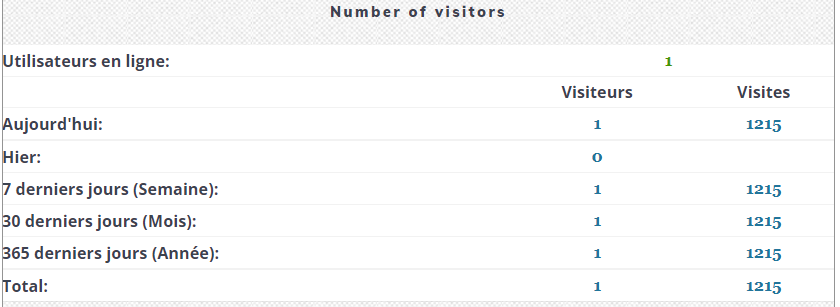 Number of visitors
Utilisateurs en ligne: 1
Visiteurs Visites
Aujourd'hui: 1 1215
Hier: 0
7 derniers jours (Semaine): 1 1215
30 derniers jours (Mois): 1 1215
365 derniers jours (Année): 1 1215
Total: 1 1215